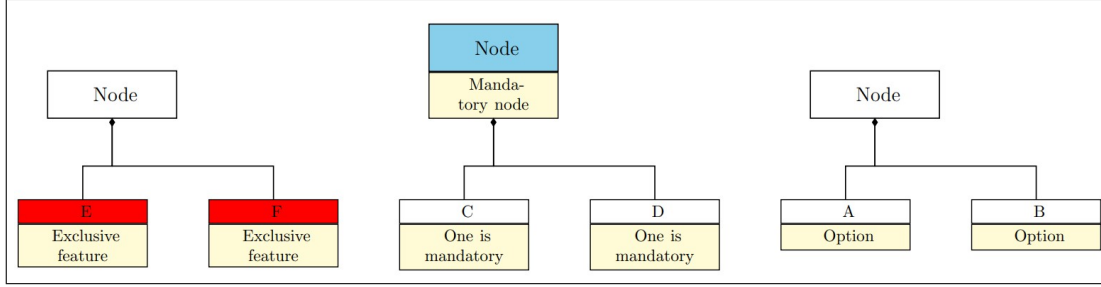 Node
E
Exclusive
feature
F
Exclusive
feature
Node
Manda-
tory node
C
One is
mandatory
D
One is
mandatory
Node
A
Option
B
Option